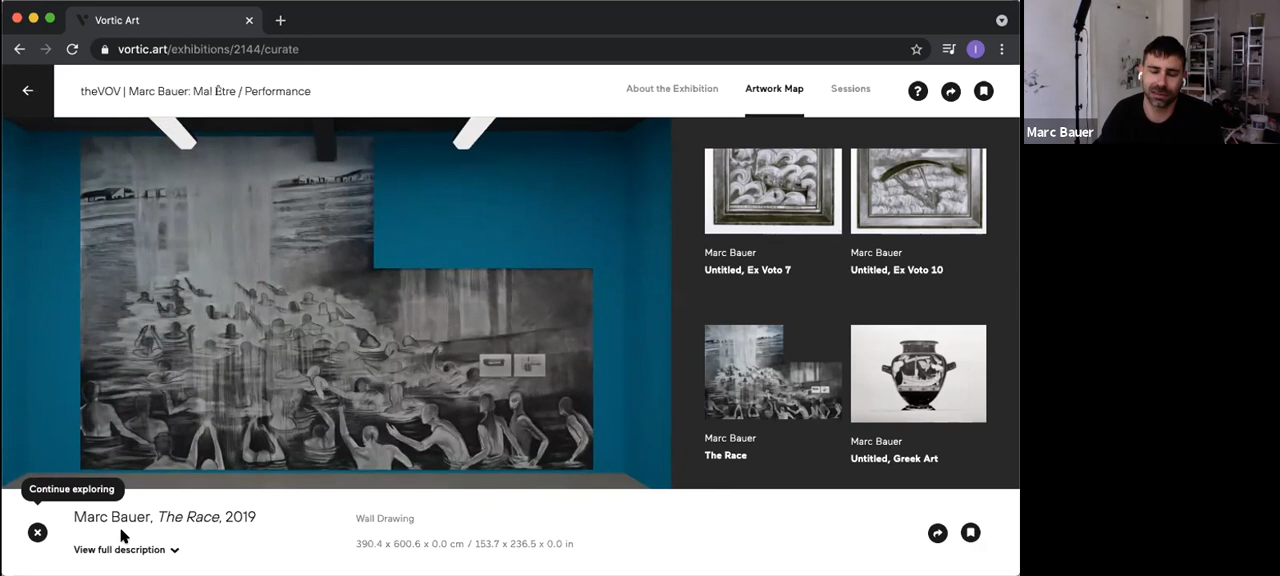 Vortic Art
vortic.art/exhibitions/2144/curate
I
theVOV | Marc Bauer: Mal Être / Performance
About the Exhibition
Artwork Map
Sessions
?
Marc Bauer
Marc Bauer
Untitled, Ex Voto 7
Marc Bauer
Untitled, Ex Voto 10
Marc Bauer
The Race
Marc Bauer
Untitled, Greek Art
Continue exploring
Marc Bauer, The Race, 2019
View full description
Wall Drawing
390.4 x 600.6 x 0.0 cm / 153.7 x 236.5 x 0.0 in